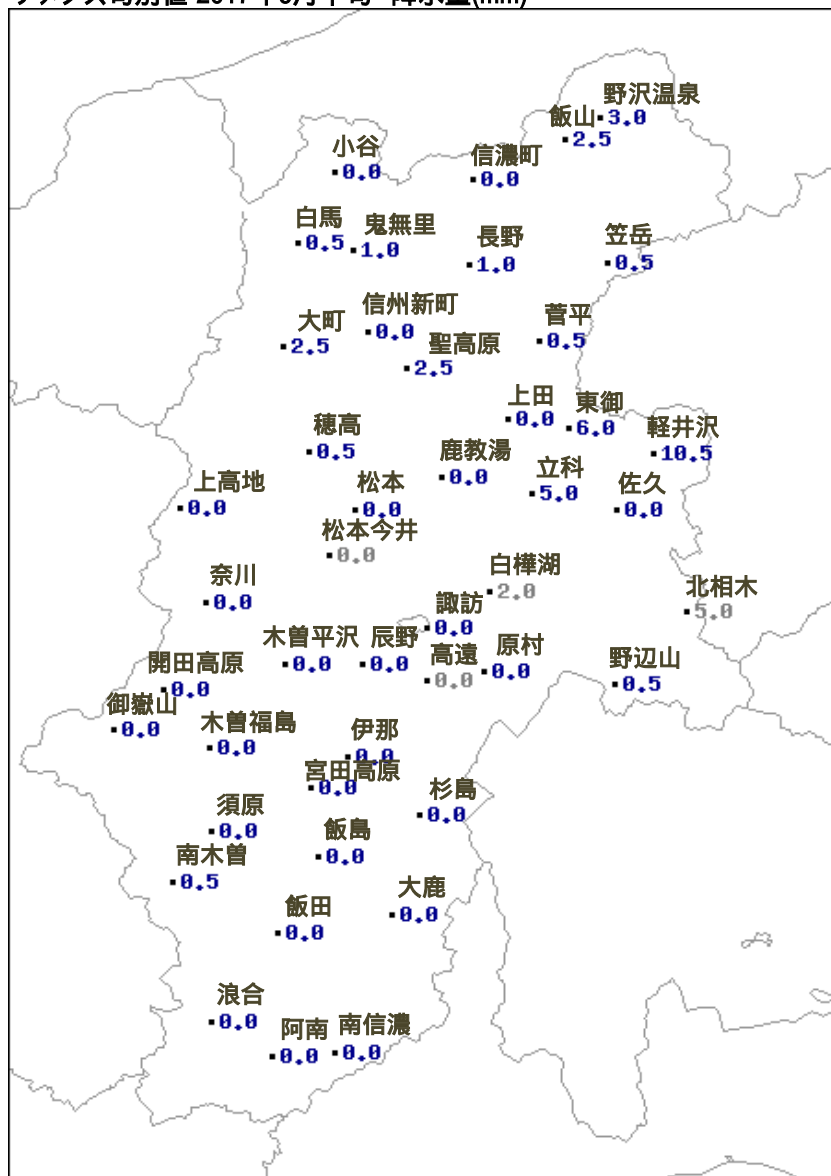 野沢温泉
3.0
飯山
2.5
小谷
0.0
信濃町
0.0
白馬
0.5
鬼無里
1.0
長野
1.0
笠岳
0.5
大町
2.5
信州新町
0.0
聖高原
2.5
菅平
0.5
上田
0.0
東御
6.0
軽井沢
10.5
穂高
0.5
鹿教湯
0.0
立科
5.0
佐久
0.0
上高地
0.0
松本
0.0
松本今井
0.0
白樺湖
2.0
北相木
5.0
奈川
0.0
諏訪
0.0
木曽平沢
0.0
辰野
0.0
高遠
0.0
原村
0.0
野辺山
0.5
開田高原
0.0
御嶽山
0.0
木曽福島
0.0
伊那
0.0
宮田高原
0.0
杉島
0.0
須原
0.0
飯島
0.0
南木曽
0.5
大鹿
0.0
飯田
0.0
浪合
0.0
阿南
0.0
南信濃
0.0